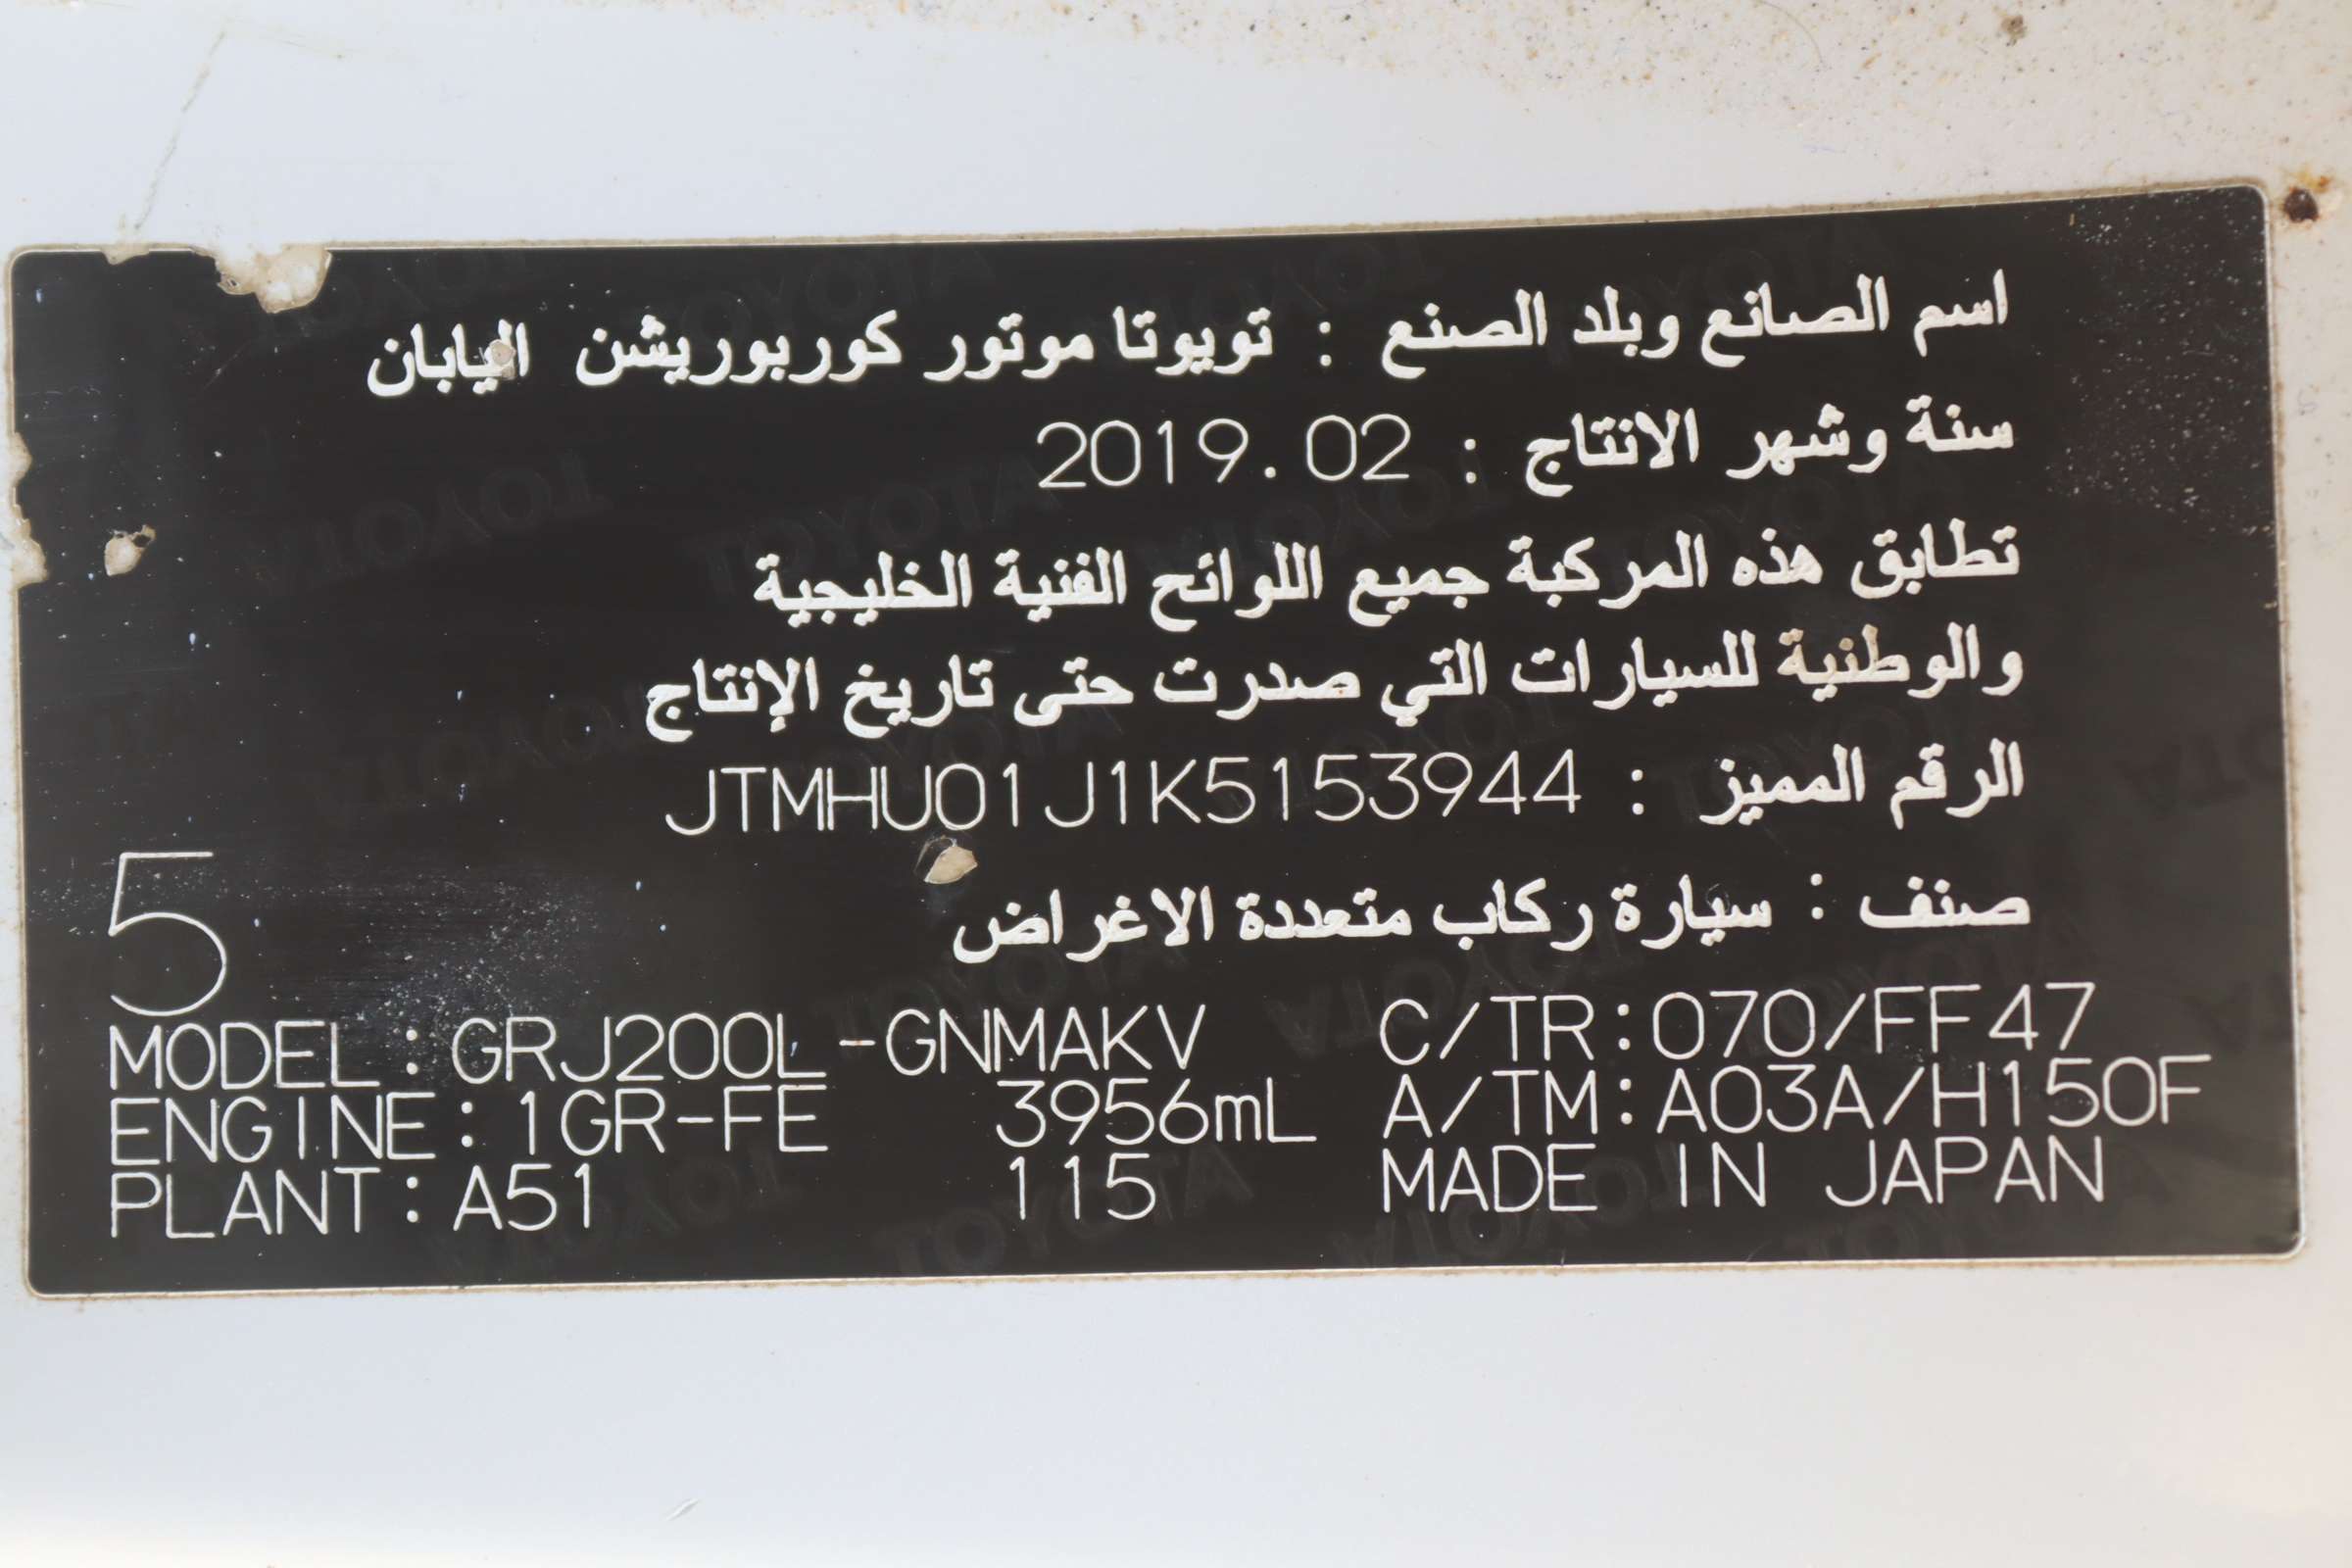 اسم الصانع وبلد الصنع : تويوتا موتور كوربوريشن اليابان
سنة وشهر الانتاج : 2019.02
تطابق هذه المركبة جميع اللوائح الفنية الخليجية
والوطنية للسيارات التي صدرت حتى تاريخ الإنتاج
الرقم المميز : JTMHU01J1K5153944
صنف : سيارة ركاب متعددة الاغراض
5
MODEL : GRJ200L-GNMAKV C/TR:070/FF47
ENGINE: 1GR-FE 3956mL A/TM:A03A/H150F
PLANT: A51 115 MADE IN JAPAN